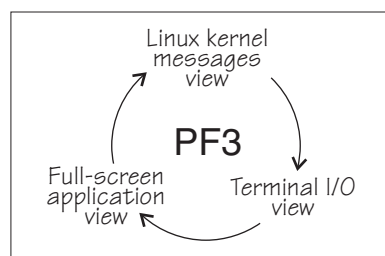 Linux kernel
messages
view
PF3
Full-screen
application
view
Terminal I/O
view